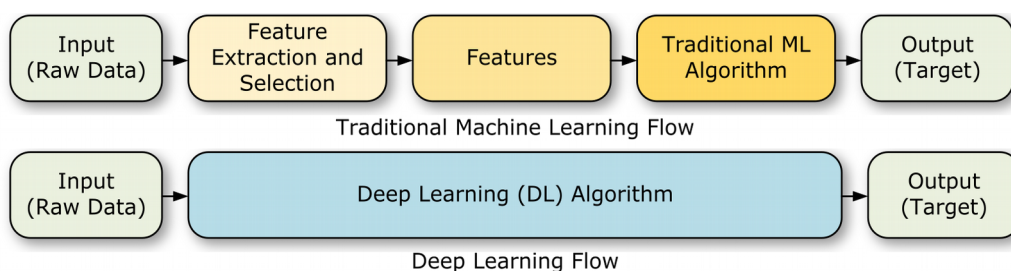 Input
(Raw Data)
Feature
Extraction and
Selection
Features
Traditional ML
Algorithm
Output
(Target)
Traditional Machine Learning Flow
Input
(Raw Data)
Deep Learning (DL) Algorithm
Output
(Target)
Deep Learning Flow